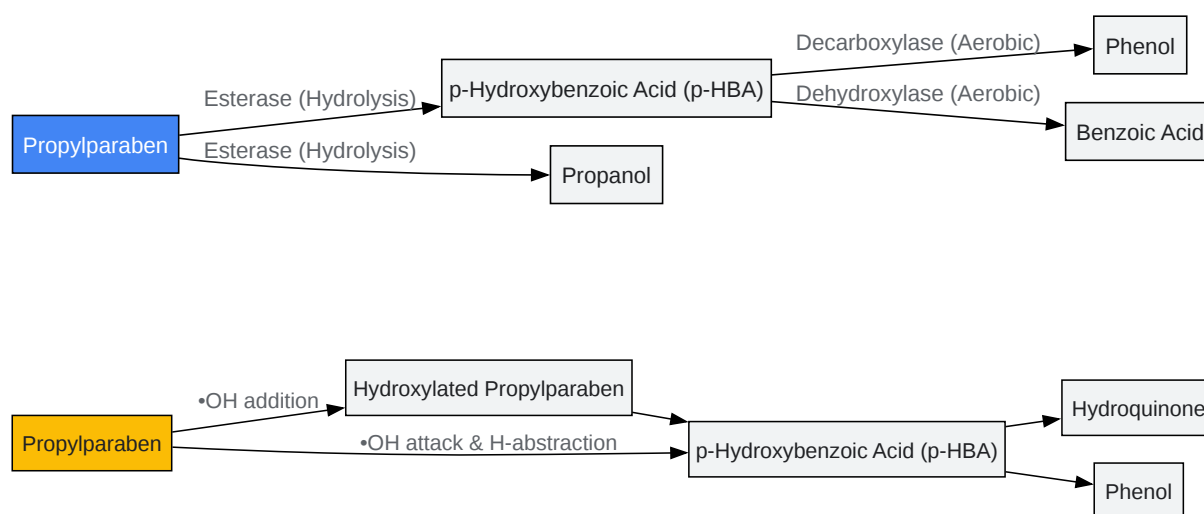 Decarboxylase (Aerobic)
Phenol
Esterase (Hydrolysis)
p-Hydroxybenzoic Acid (p-HBA)
Dehydroxylase (Aerobic)
Benzoic Acid
Propylparaben
Esterase (Hydrolysis)
Propanol
•OH addition
Hydroxylated Propylparaben
Hydroquinone
Propylparaben
•OH attack & H-abstraction
p-Hydroxybenzoic Acid (p-HBA)
Phenol